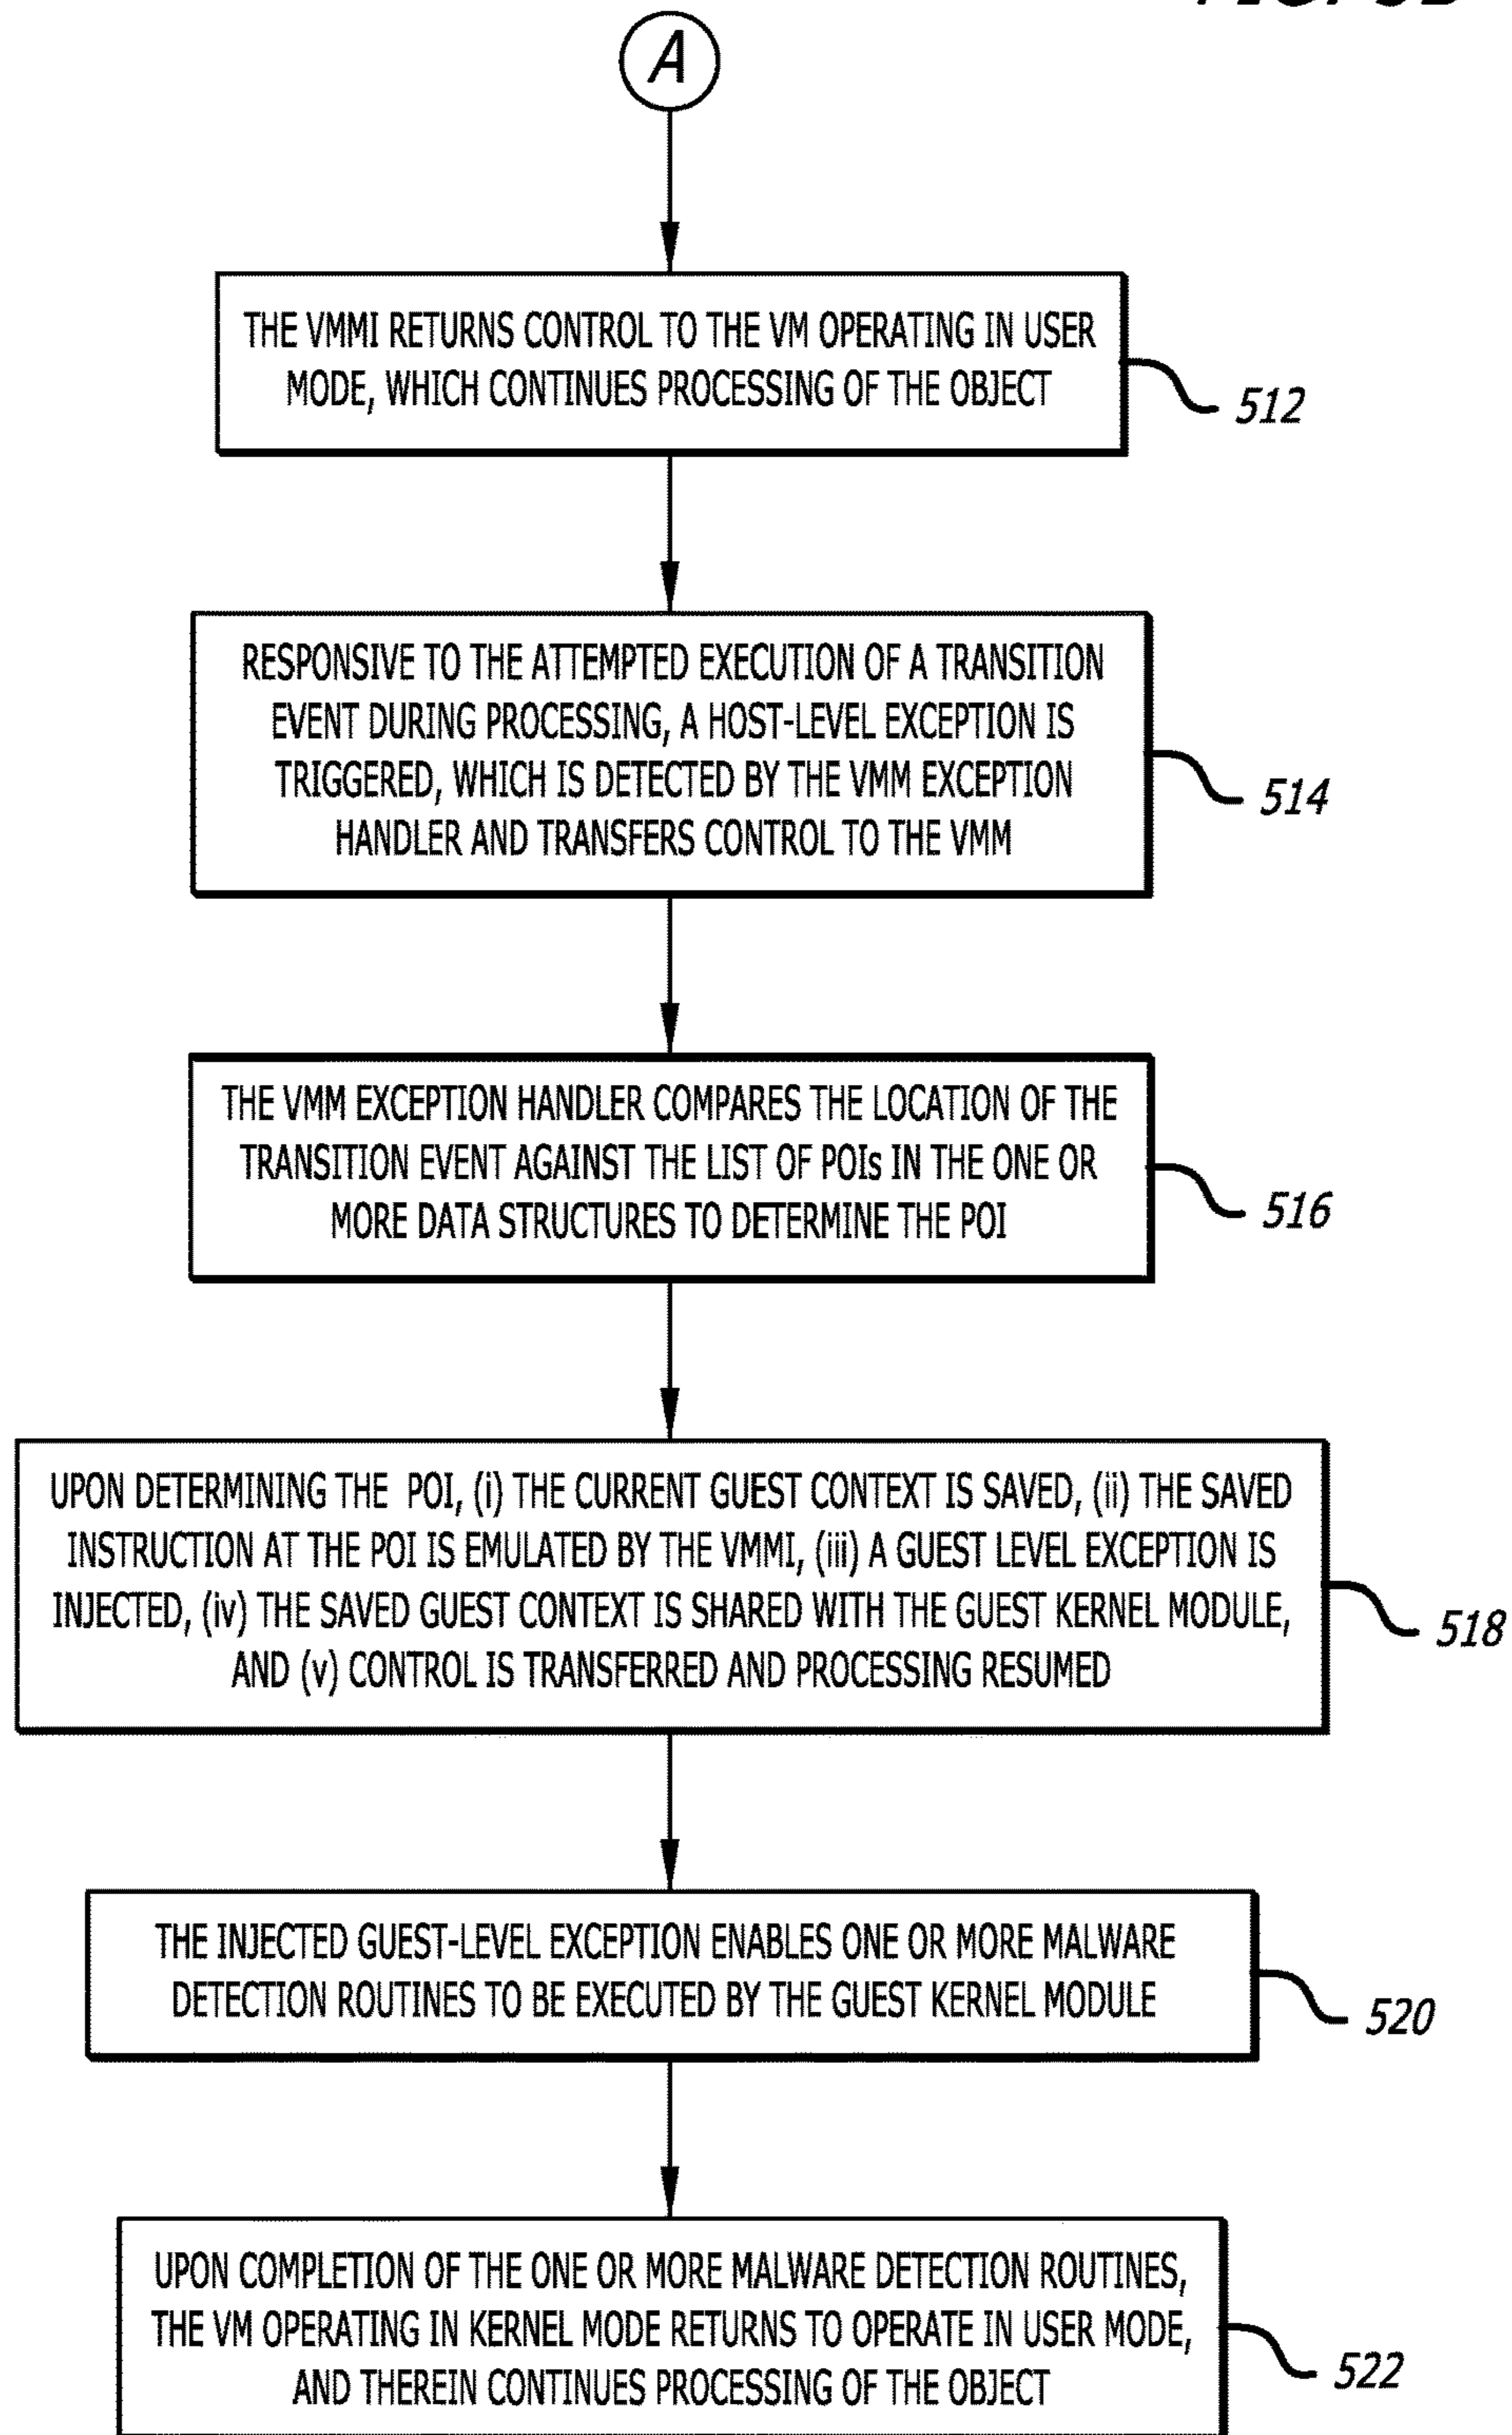 A
THE VMMI RETURNS CONTROL TO THE VM OPERATING IN USER
MODE, WHICH CONTINUES PROCESSING OF THE OBJECT
512
RESPONSIVE TO THE ATTEMPTED EXECUTION OF A TRANSITION
EVENT DURING PROCESSING, A HOST-LEVEL EXCEPTION IS
TRIGGERED, WHICH IS DETECTED BY THE VMM EXCEPTION
HANDLER AND TRANSFERS CONTROL TO THE VMM
514
THE VMM EXCEPTION HANDLER COMPARES THE LOCATION OF THE
TRANSITION EVENT AGAINST THE LIST OF POIs IN THE ONE OR
MORE DATA STRUCTURES TO DETERMINE THE POI
516
UPON DETERMINING THE POI, (i) THE CURRENT GUEST CONTEXT IS SAVED, (ii) THE SAVED
INSTRUCTION AT THE POI IS EMULATED BY THE VMMI, (iii) A GUEST LEVEL EXCEPTION IS
INJECTED, (iv) THE SAVED GUEST CONTEXT IS SHARED WITH THE GUEST KERNEL MODULE,
AND (v) CONTROL IS TRANSFERRED AND PROCESSING RESUMED
518
THE INJECTED GUEST-LEVEL EXCEPTION ENABLES ONE OR MORE MALWARE
DETECTION ROUTINES TO BE EXECUTED BY THE GUEST KERNEL MODULE
520
UPON COMPLETION OF THE ONE OR MORE MALWARE DETECTION ROUTINES,
THE VM OPERATING IN KERNEL MODE RETURNS TO OPERATE IN USER MODE,
AND THEREIN CONTINUES PROCESSING OF THE OBJECT
522